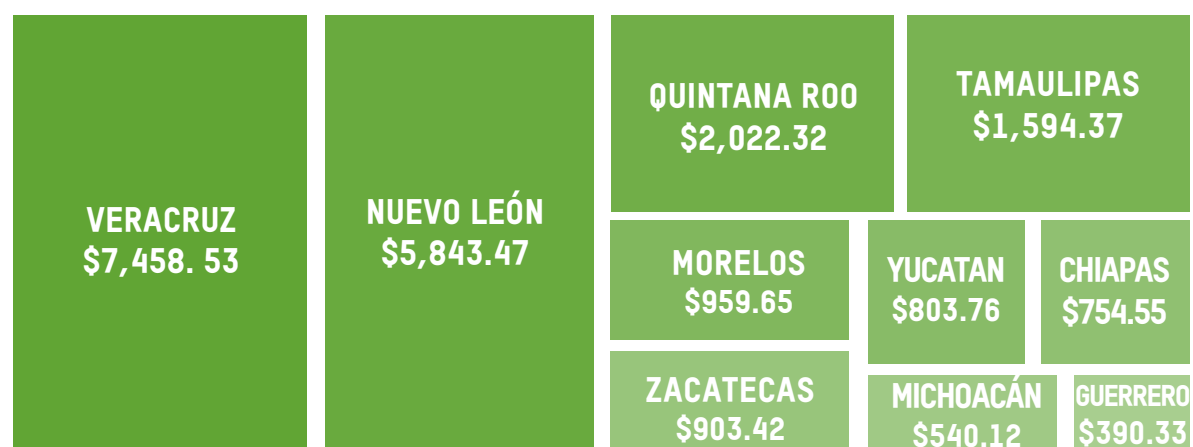 VERACRUZ
$7,458. 53
NUEVO LEÓN
$5,843.47
QUINTANA ROO
$2,022.32
TAMAULIPAS
$1,594.37
MORELOS
$959.65
YUCATAN
$803.76
CHIAPAS
$754.55
ZACATECAS
$903.42
MICHOACÁN
$540.12
GUERRERO
$390.33